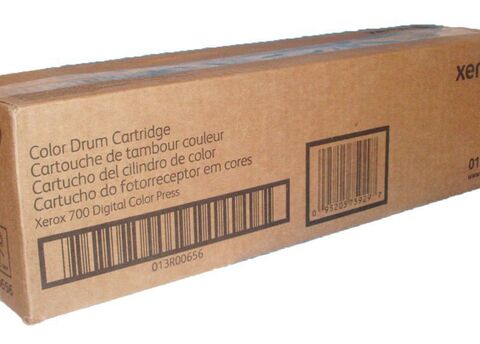 Color Drum Cartridge
Cartouche de tambour couleur
Cartucho del cilindro de color
Cartucho do fotorreceptor em cores
Xerox 700 Digital Color Press
013R00656
xer
01